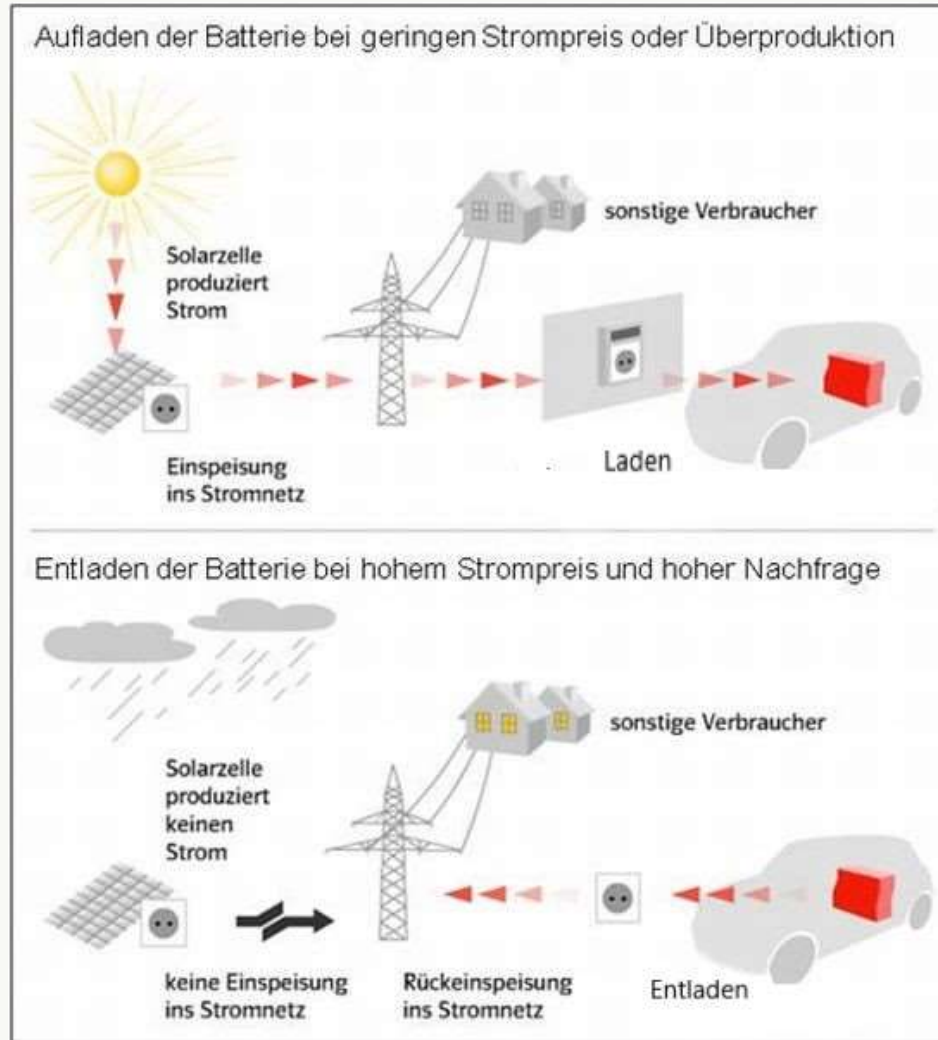 Aufladen der Batterie bei geringen Strompreis oder Überproduktion
sonstige Verbraucher
Solarzelle
produziert
Strom
Einspeisung
ins Stromnetz
Laden
Entladen der Batterie bei hohem Strompreis und hoher Nachfrage
sonstige Verbraucher
Solarzelle
produziert
keinen
Strom
keine Einspeisung
ins Stromnetz
Rückeinspeisung
ins Stromnetz
Entladen